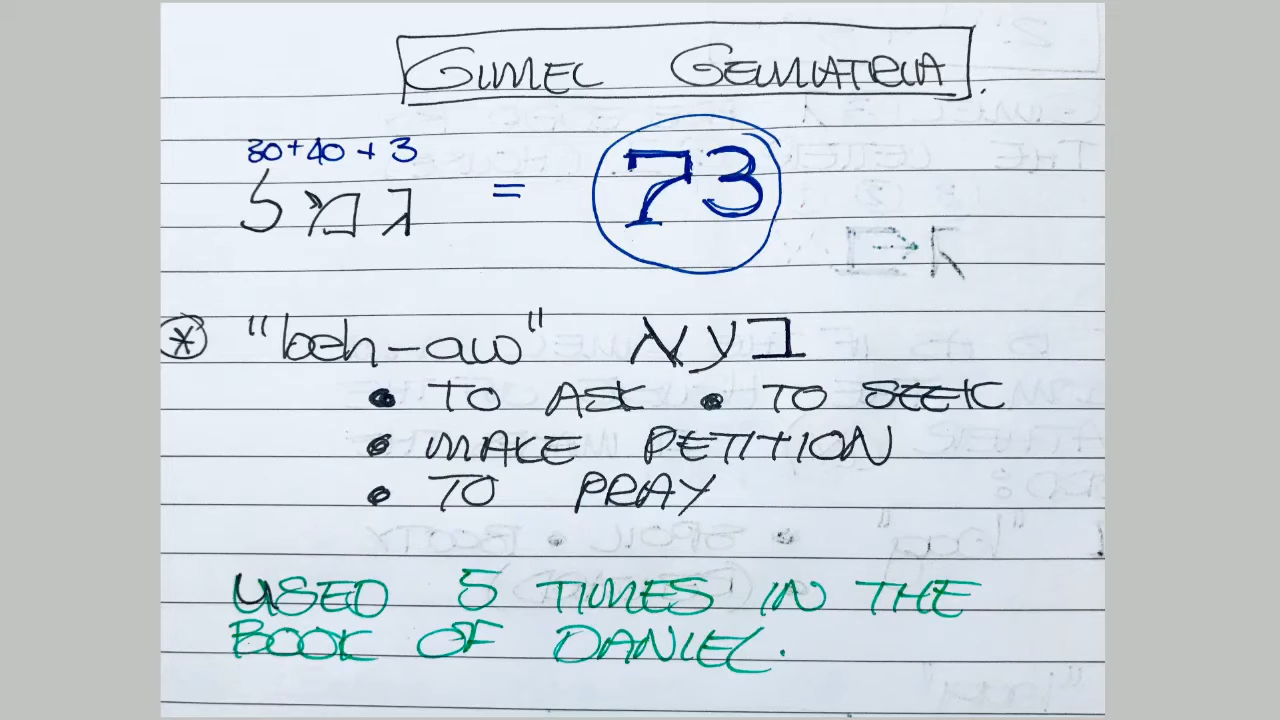 GIMEL GEMATRIA.
30+40+3
גמל = 73
* "beh-aw" בעא
• TO ASK • TO SEEK
• MAKE PETITION
• TO PRAY
USED 5 TIMES IN THE
BOOK OF DANIEL.